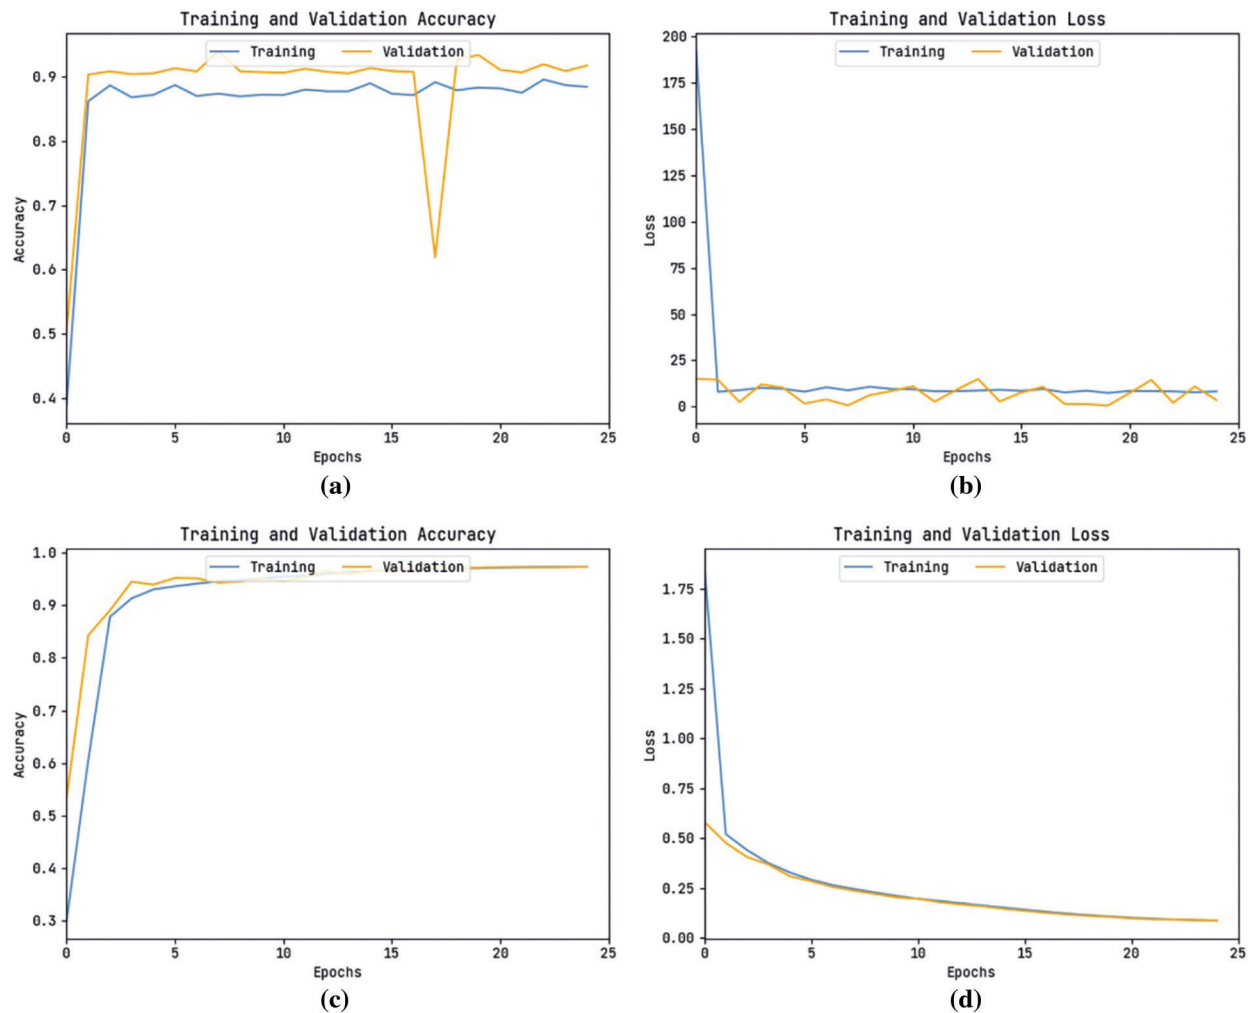 Training and Validation Accuracy
Training Validation
0.9
0.8
0.7
0.6
0.5
0.4
Accuracy
0 5 10 15 20 25
Epochs
(a)
Training and Validation Loss
Training Validation
200
175
150
125
100
75
50
25
0
Loss
0 5 10 15 20 25
Epochs
(b)
Training and Validation Accuracy
Training Validation
1.0
0.9
0.8
0.7
0.6
0.5
0.4
0.3
Accuracy
0 5 10 15 20 25
Epochs
(c)
Training and Validation Loss
Training Validation
1.75
1.50
1.25
1.00
0.75
0.50
0.25
0.00
Loss
0 5 10 15 20 25
Epochs
(d)